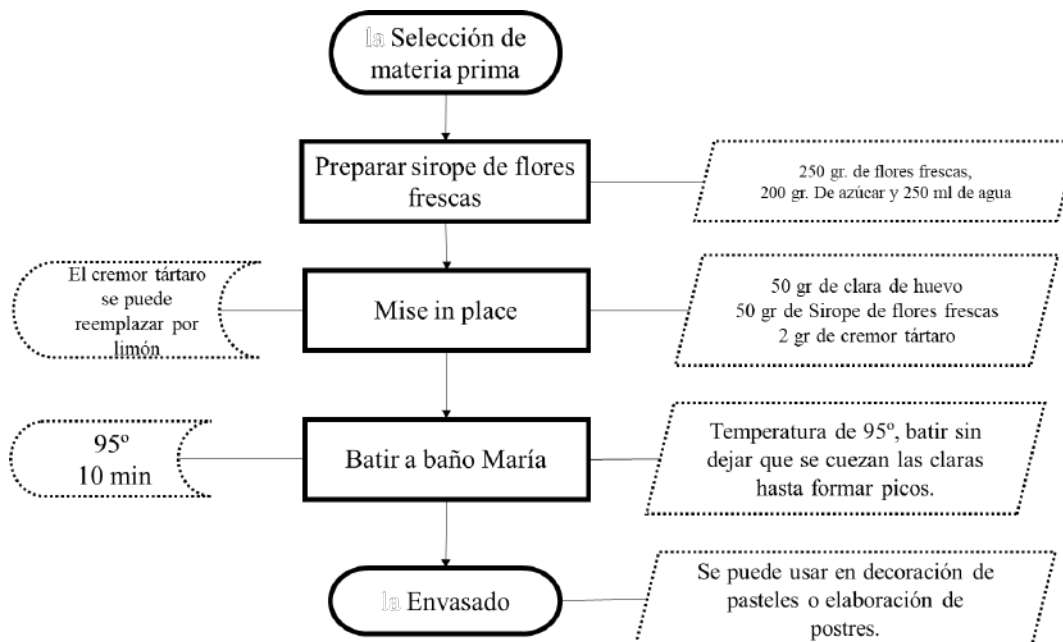 la Selección de
materia prima
Preparar sirope de flores
frescas
250 gr. de flores frescas,
200 gr. De azúcar y 250 ml de agua
El cremor tártaro
se puede
reemplazar por
limón
Mise in place
50 gr de clara de huevo
50 gr de Sirope de flores frescas
2 gr de cremor tártaro
95º
10 min
Batir a baño María
Temperatura de 95º, batir sin
dejar que se cuezan las claras
hasta formar picos.
la Envasado
Se puede usar en decoración de
pasteles o elaboración de
postres.